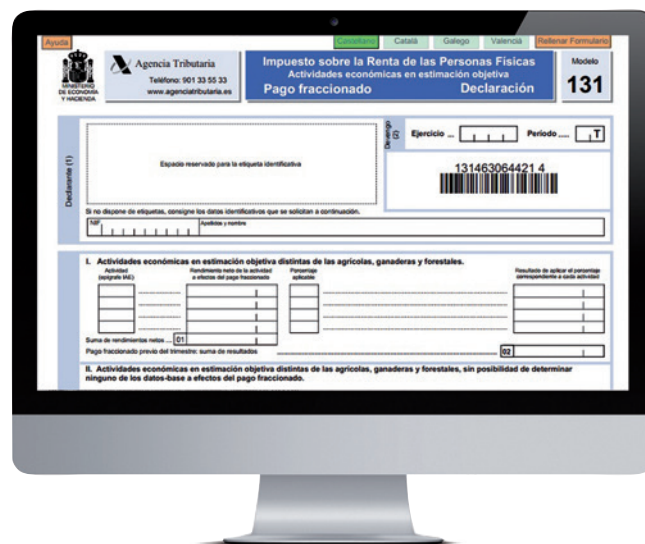 Ayuda
Castellano
Català
Galego
Valencià
Rellenar Formulario
MINISTERIO
DE ECONOMÍA
Y HACIENDA
Agencia Tributaria
Teléfono: 901 33 55 33
www.agenciatributaria.es
Impuesto sobre la Renta de las Personas Físicas
Actividades económicas en estimación objetiva
Pago fraccionado Declaración
Modelo
131
Declarante (1)
Espacio reservado para la etiqueta identificativa
Devengo
(2)
Ejercicio ...
Período ..... T
131463064421 4
Si no dispone de etiquetas, consigne los datos identificativos que se solicitan a continuación.
NIF
Apellidos y nombre
I. Actividades económicas en estimación objetiva distintas de las agrícolas, ganaderas y forestales.
Actividad
(epígrafe IAE)
Rendimiento neto de la actividad
a efectos del pago fraccionado
Porcentaje
aplicable
Resultado de aplicar el porcentaje
correspondiente a cada actividad
Suma de rendimientos netos .... 01
Pago fraccionado previo del trimestre: suma de resultados 02
II. Actividades económicas en estimación objetiva distintas de las agrícolas, ganaderas y forestales, sin posibilidad de determinar
ninguno de los datos-base a efectos del pago fraccionado.